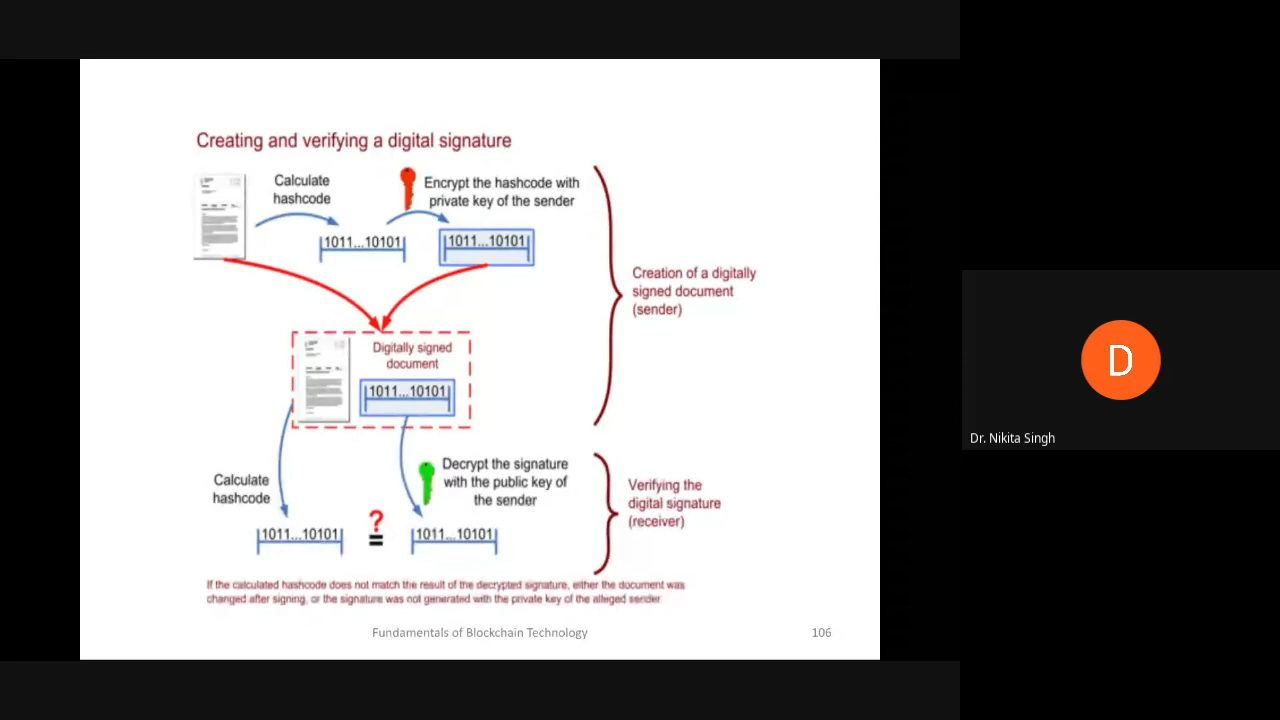 Creating and verifying a digital signature
Calculate
hashcode
Encrypt the hashcode with
private key of the sender
1011...10101
1011...10101
Creation of a digitally
signed document
(sender)
Digitally signed
document
1011...10101
Calculate
hashcode
Decrypt the signature
with the public key of
the sender
Verifying the
digital signature
(receiver)
1011...10101
?
=
1011...10101
If the calculated hashcode does not match the result of the decrypted signature, either the document was
changed after signing, or the signature was not generated with the private key of the alleged sender.
Fundamentals of Blockchain Technology
106
D
Dr. Nikita Singh